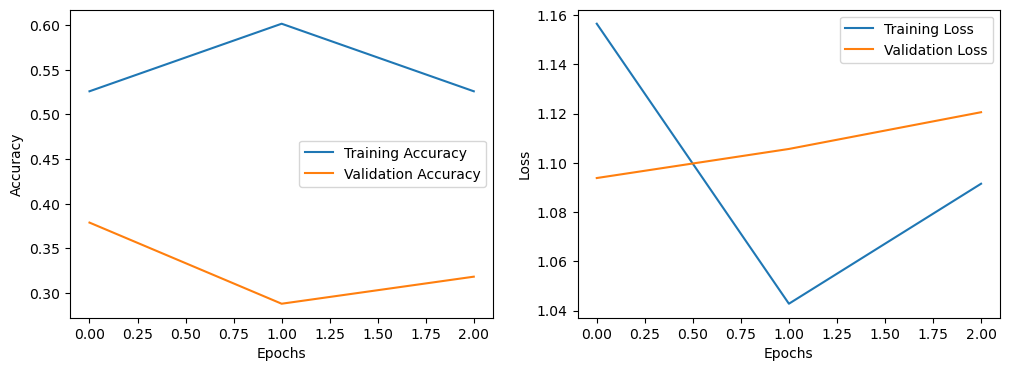 0.60
0.55
0.50
0.45
0.40
0.35
0.30
Accuracy
Training Accuracy
Validation Accuracy
0.00 0.25 0.50 0.75 1.00 1.25 1.50 1.75 2.00
Epochs
1.16
1.14
1.12
1.10
1.08
1.06
1.04
Loss
Training Loss
Validation Loss
0.00 0.25 0.50 0.75 1.00 1.25 1.50 1.75 2.00
Epochs